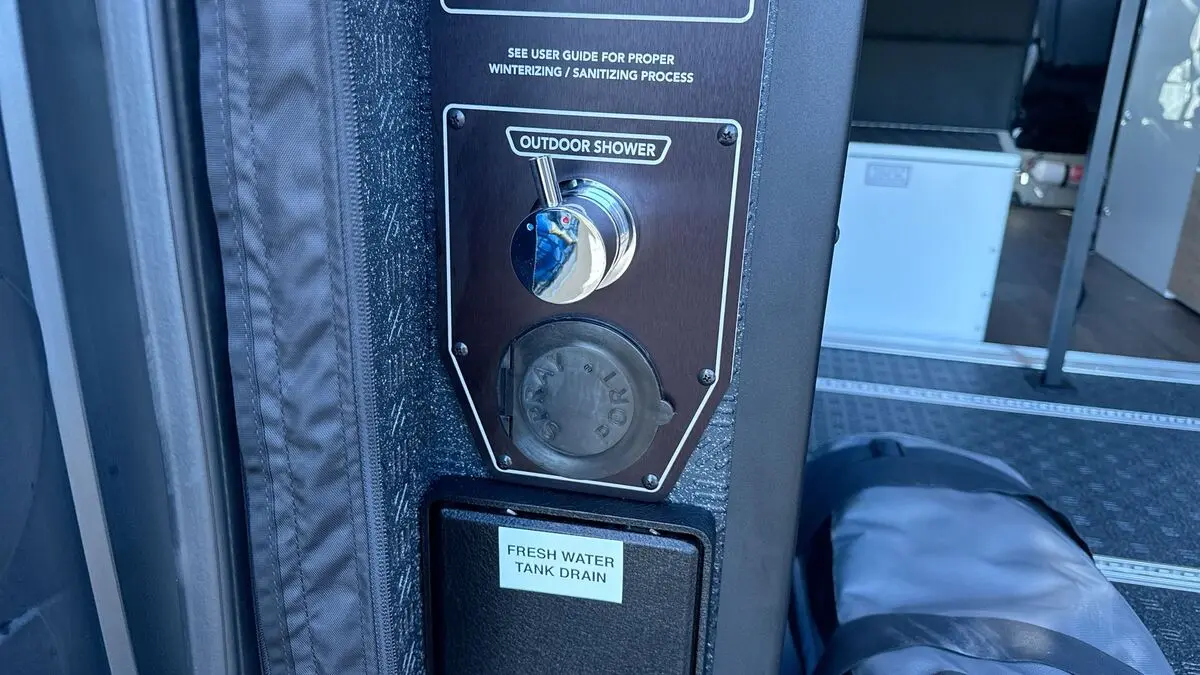 SEE USER GUIDE FOR PROPER
WINTERIZING / SANITIZING PROCESS
OUTDOOR SHOWER
SPRAY PORT
FRESH WATER
TANK DRAIN